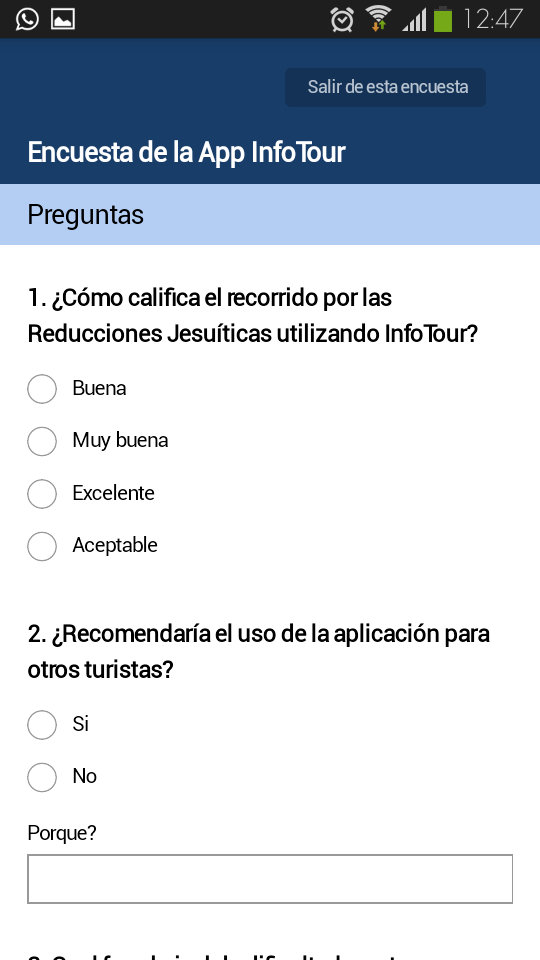 12:47
Salir de esta encuesta
Encuesta de la App InfoTour
Preguntas
1. ¿Cómo califica el recorrido por las
Reducciones Jesuíticas utilizando InfoTour?
Buena
Muy buena
Excelente
Aceptable
2. ¿Recomendaría el uso de la aplicación para
otros turistas?
Si
No
Porque?